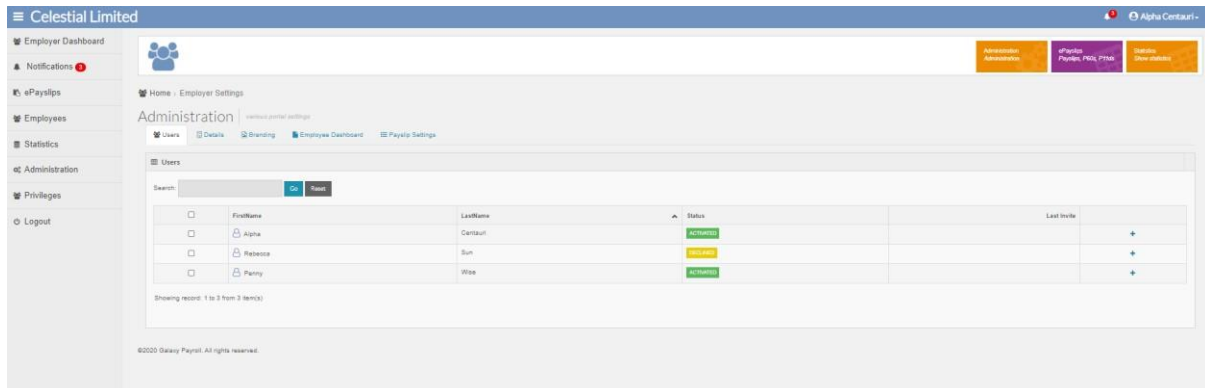 Celestial Limited
3
Alpha Centauri
Employer Dashboard
Notifications 3
ePayslips
Employees
Statistics
Administration
Privileges
Logout
Administration
Administration
ePayslips
Payslips, P60s, P11ds
Statistics
Show statistics
Home › Employer Settings
Administration various portal settings
Users Details Branding Employee Dashboard Payslip Settings
Users
Search: Go Reset
FirstName LastName Status Last Invite
Alpha Centauri ACTIVATED
Rebecca Sun
Penny Wise ACTIVATED
Showing record 1 to 3 from 3 item(s)
©2020 Galaxy Payroll. All rights reserved.